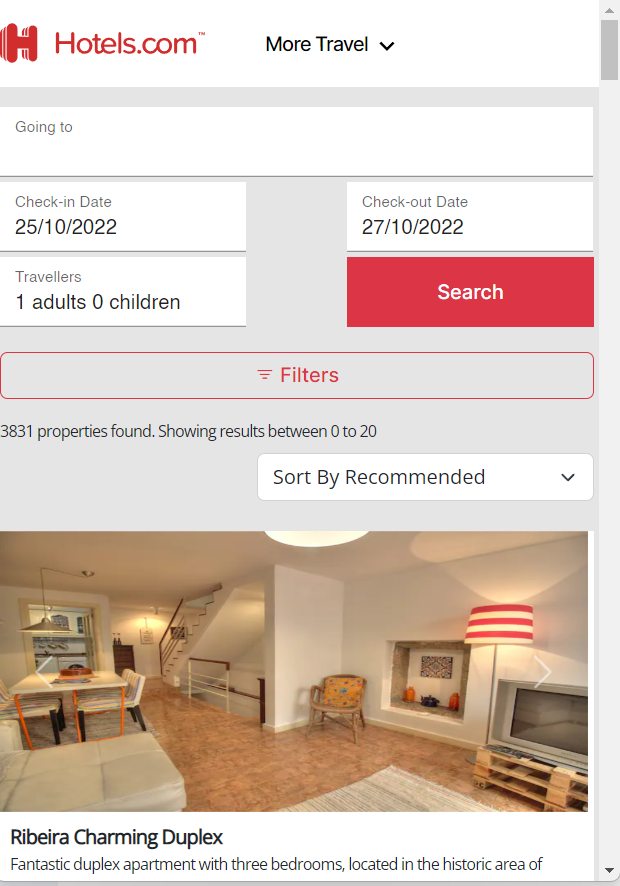 Hotels.com™
More Travel
Going to
Check-in Date
25/10/2022
Check-out Date
27/10/2022
Travellers
1 adults 0 children
Search
Filters
3831 properties found. Showing results between 0 to 20
Sort By Recommended
Ribeira Charming Duplex
Fantastic duplex apartment with three bedrooms, located in the historic area of